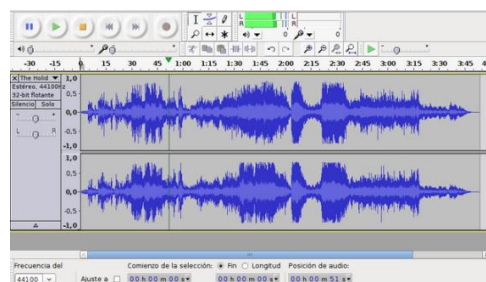 L
R
L
R
0
0
-30 -15 0 15 30 45 1:00 1:15 1:30 1:45 2:00 2:15 2:30 2:45 3:00 3:15 3:30 3:45 4
X The Holid
Estéreo, 44100Hz
32-bit flotante
Silencio Solo
- +
L R
1,0
0,5-
0,0-
-0,5-
-1,0
1,0
0,5-
0,0-
-0,5-
-1,0
Frecuencia del Comienzo de la selección: Fin Longitud Posición de audio:
44100 Ajuste a 00 h 00 m 00 s 00 h 00 m 00 s 00 h 00 m 51 s